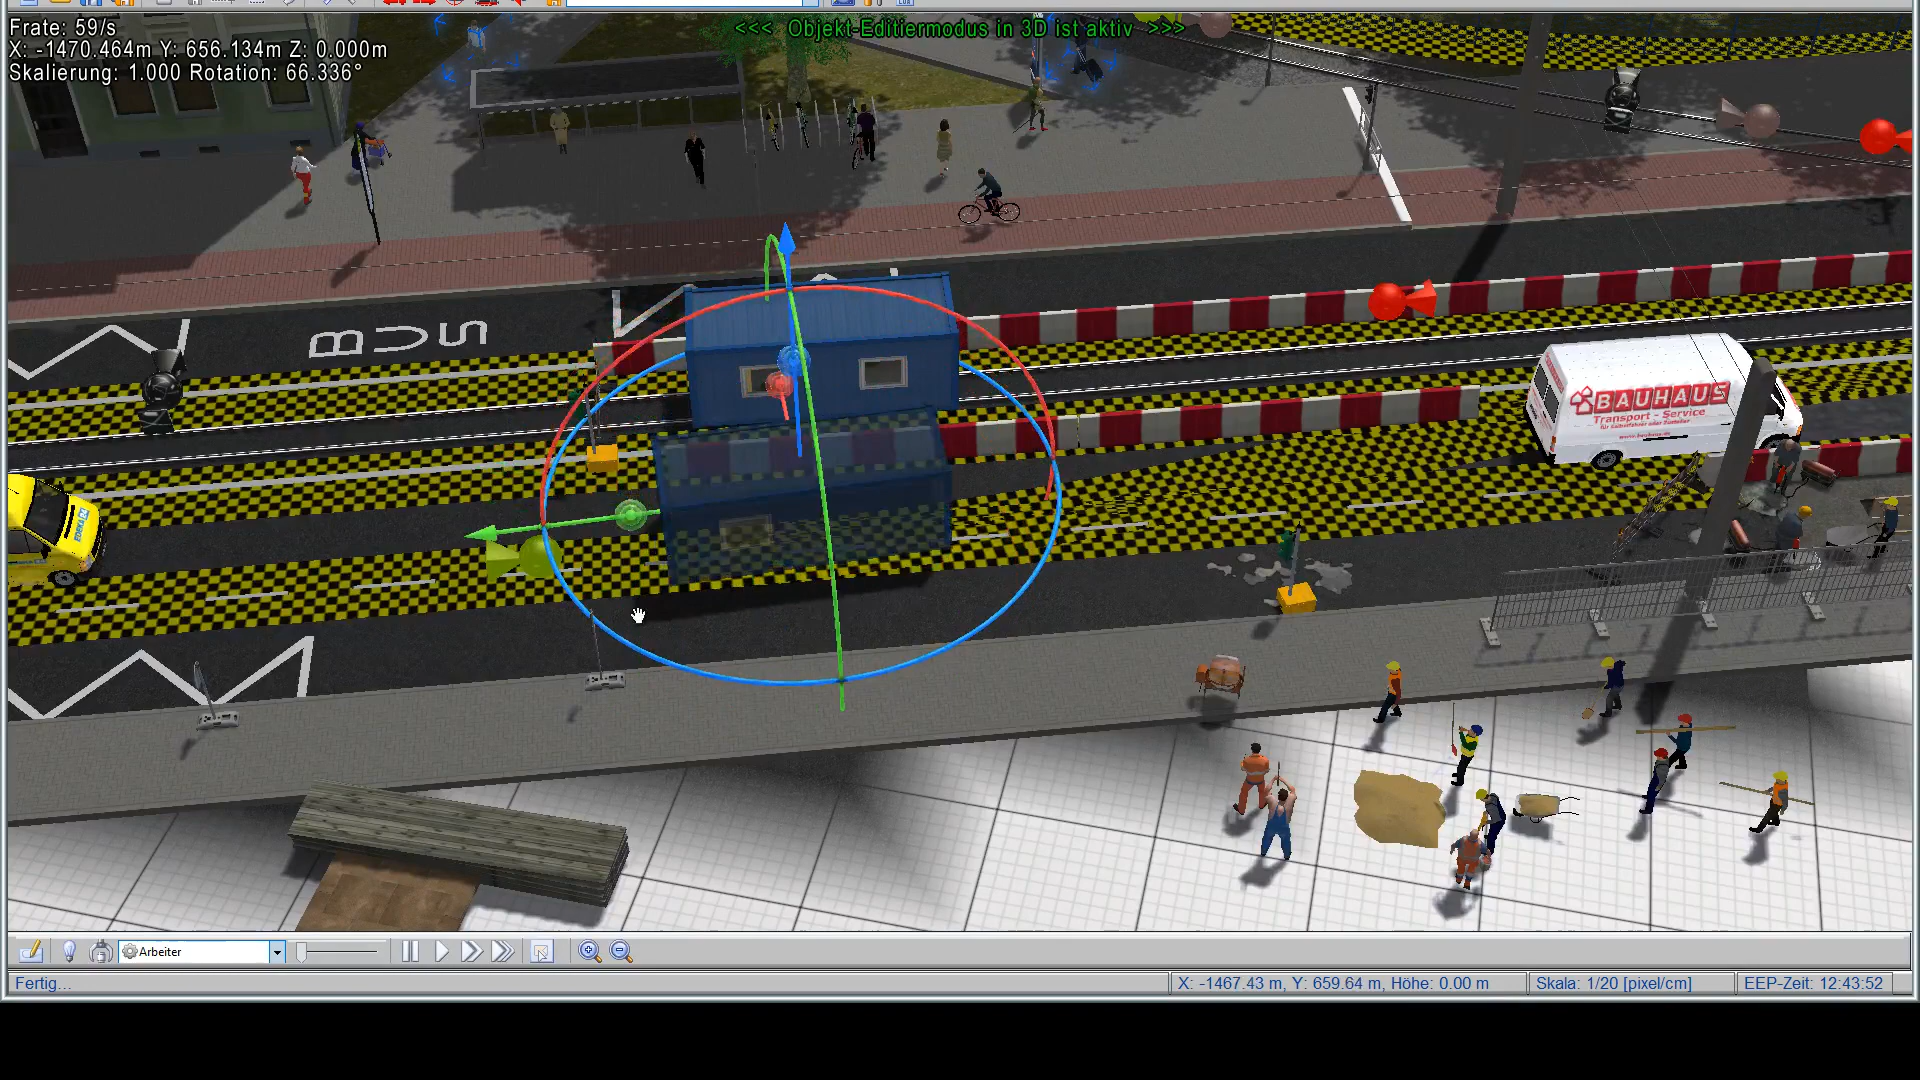 Frate: 59/s
X: -1470.464m Y: 656.134m Z: 0.000m
Skalierung: 1.000 Rotation: 66.336°
<<< Objekt-Editiermodus in 3D ist aktiv >>>
BUS
BAUHAUS
Transport - Service
Arbeiter
Fertig...
X: -1467.43 m, Y: 659.64 m, Höhe: 0.00 m
Skala: 1/20 [pixel/cm]
EEP-Zeit: 12:43:52